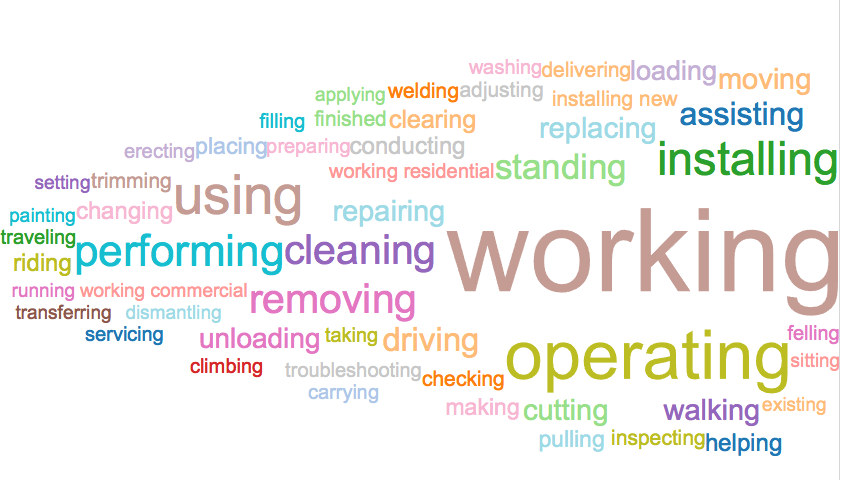 washing delivering loading moving
applying welding adjusting installing new
filling finished clearing replacing assisting
erecting placing preparing conducting
working residential standing installing
setting trimming using
painting changing repairing
traveling performing cleaning working
riding
running working commercial removing
transferring dismantling
servicing unloading taking driving operating felling
climbing troubleshooting checking sitting
carrying
making cutting walking existing
pulling inspecting helping